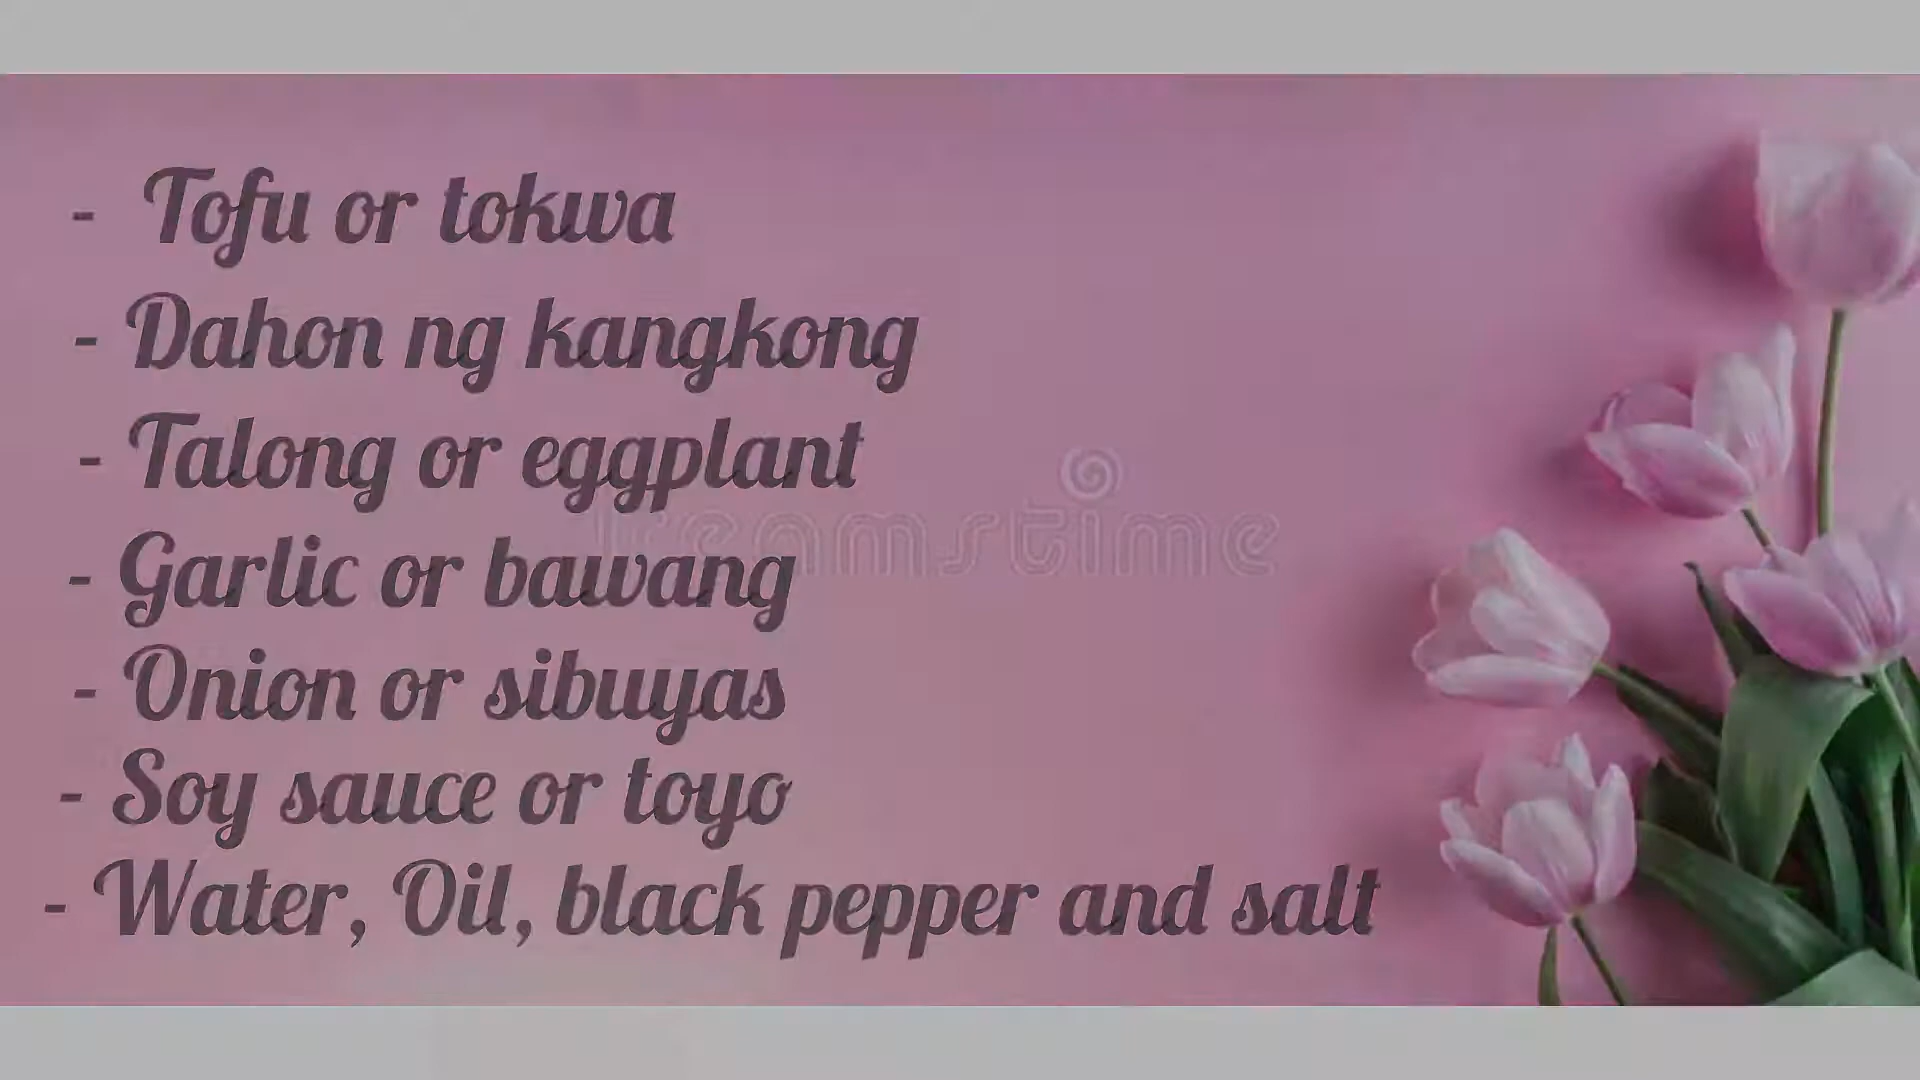 - Tofu or tokwa
- Dahon ng kangkong
- Talong or eggplant
- Garlic or bawang
- Onion or sibuyas
- Soy sauce or toyo
- Water, Oil, black pepper and salt